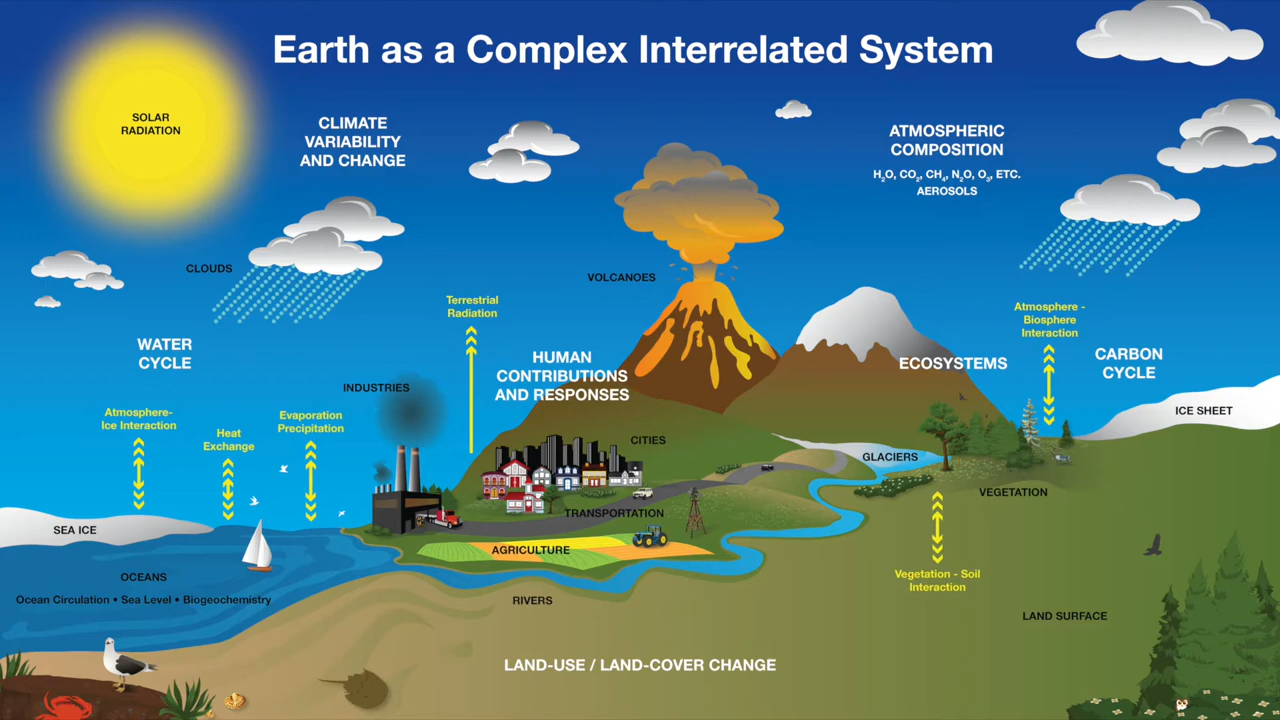 Earth as a Complex Interrelated System
SOLAR
RADIATION
CLIMATE
VARIABILITY
AND CHANGE
ATMOSPHERIC
COMPOSITION
H₂O, CO₂, CH₄, N₂O, O₃, ETC.
AEROSOLS
CLOUDS
VOLCANOES
Terrestrial
Radiation
Atmosphere -
Biosphere
Interaction
WATER
CYCLE
HUMAN
CONTRIBUTIONS
AND RESPONSES
ECOSYSTEMS
CARBON
CYCLE
INDUSTRIES
Atmosphere-
Ice Interaction
Heat
Exchange
Evaporation
Precipitation
ICE SHEET
CITIES
GLACIERS
VEGETATION
TRANSPORTATION
SEA ICE
AGRICULTURE
OCEANS
Ocean Circulation • Sea Level • Biogeochemistry
RIVERS
Vegetation - Soil
Interaction
LAND SURFACE
LAND-USE / LAND-COVER CHANGE